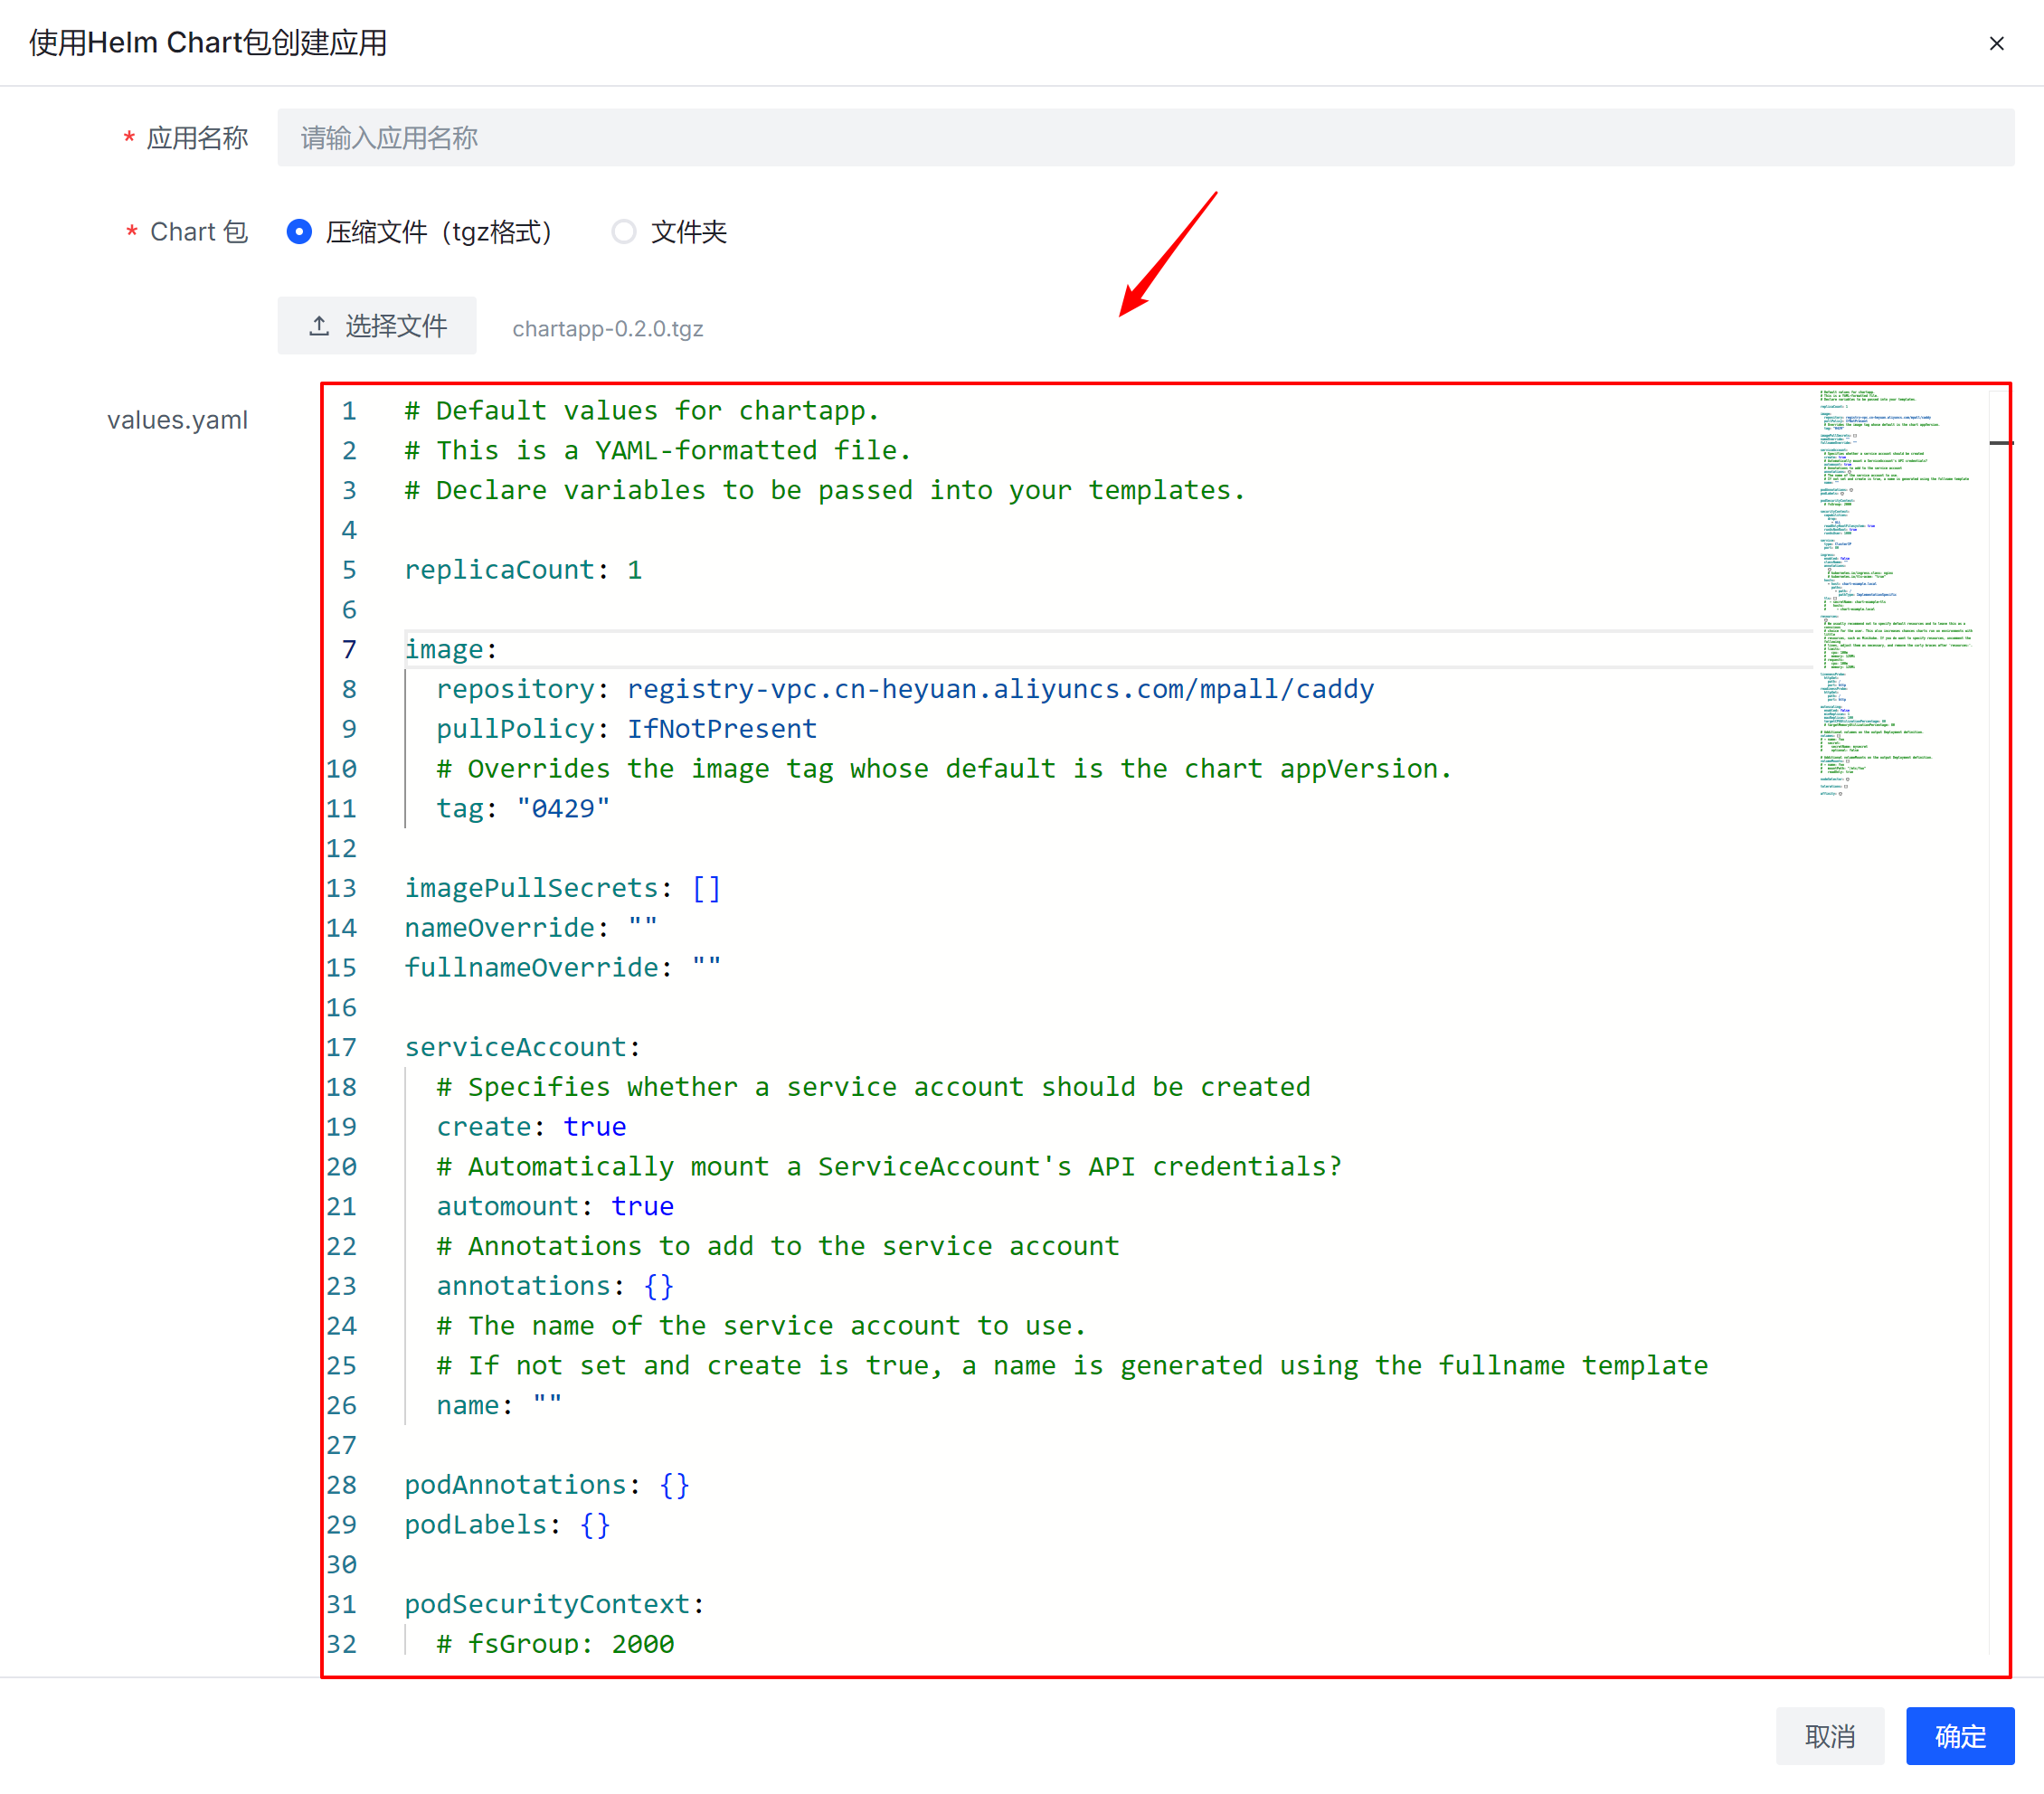 使用Helm Chart包创建应用
* 应用名称 请输入应用名称
* Chart 包 压缩文件（tgz格式） 文件夹
选择文件 chartapp-0.2.0.tgz
values.yaml
1 # Default values for chartapp.
2 # This is a YAML-formatted file.
3 # Declare variables to be passed into your templates.
4
5 replicaCount: 1
6
7 image:
8   repository: registry-vpc.cn-heyuan.aliyuncs.com/mpall/caddy
9   pullPolicy: IfNotPresent
10   # Overrides the image tag whose default is the chart appVersion.
11   tag: "0429"
12
13 imagePullSecrets: []
14 nameOverride: ""
15 fullnameOverride: ""
16
17 serviceAccount:
18   # Specifies whether a service account should be created
19   create: true
20   # Automatically mount a ServiceAccount's API credentials?
21   automount: true
22   # Annotations to add to the service account
23   annotations: {}
24   # The name of the service account to use.
25   # If not set and create is true, a name is generated using the fullname template
26   name: ""
27
28 podAnnotations: {}
29 podLabels: {}
30
31 podSecurityContext:
32   # fsGroup: 2000
取消 确定